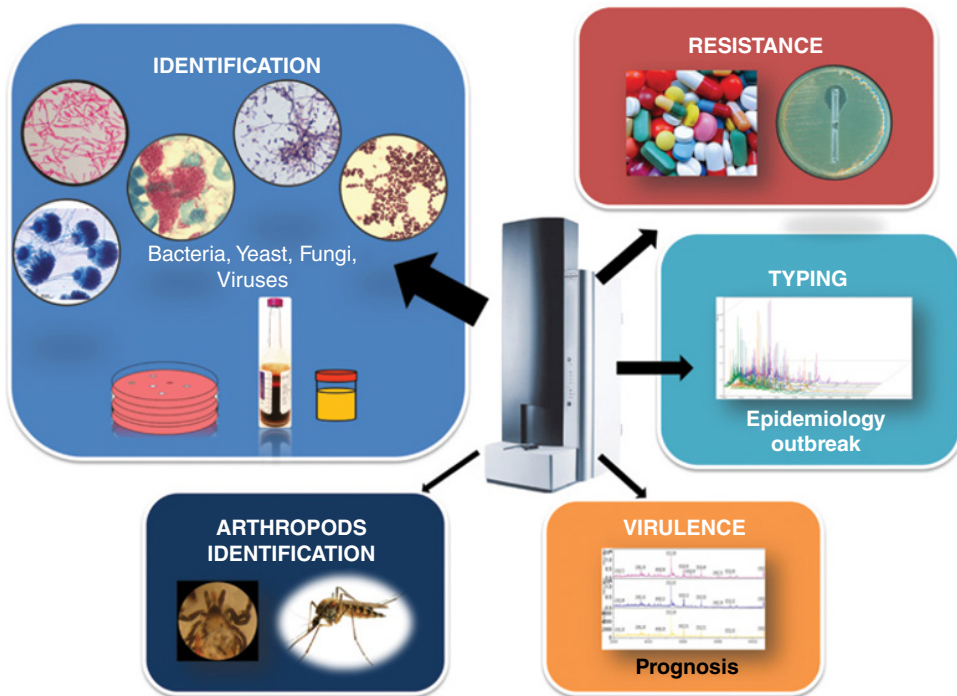 IDENTIFICATION
Bacteria, Yeast, Fungi,
Viruses
RESISTANCE
TYPING
Epidemiology
outbreak
ARTHROPODS
IDENTIFICATION
VIRULENCE
Prognosis